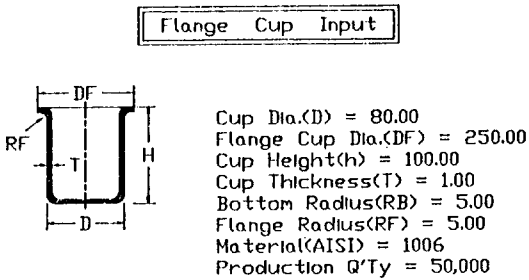 Flange Cup Input
DF
RF
T
H
D
Cup Dia.(D) = 80.00
Flange Cup Dia.(DF) = 250.00
Cup Height(h) = 100.00
Cup Thickness(T) = 1.00
Bottom Radius(RB) = 5.00
Flange Radius(RF) = 5.00
Material(AISI) = 1006
Production Q'Ty = 50,000